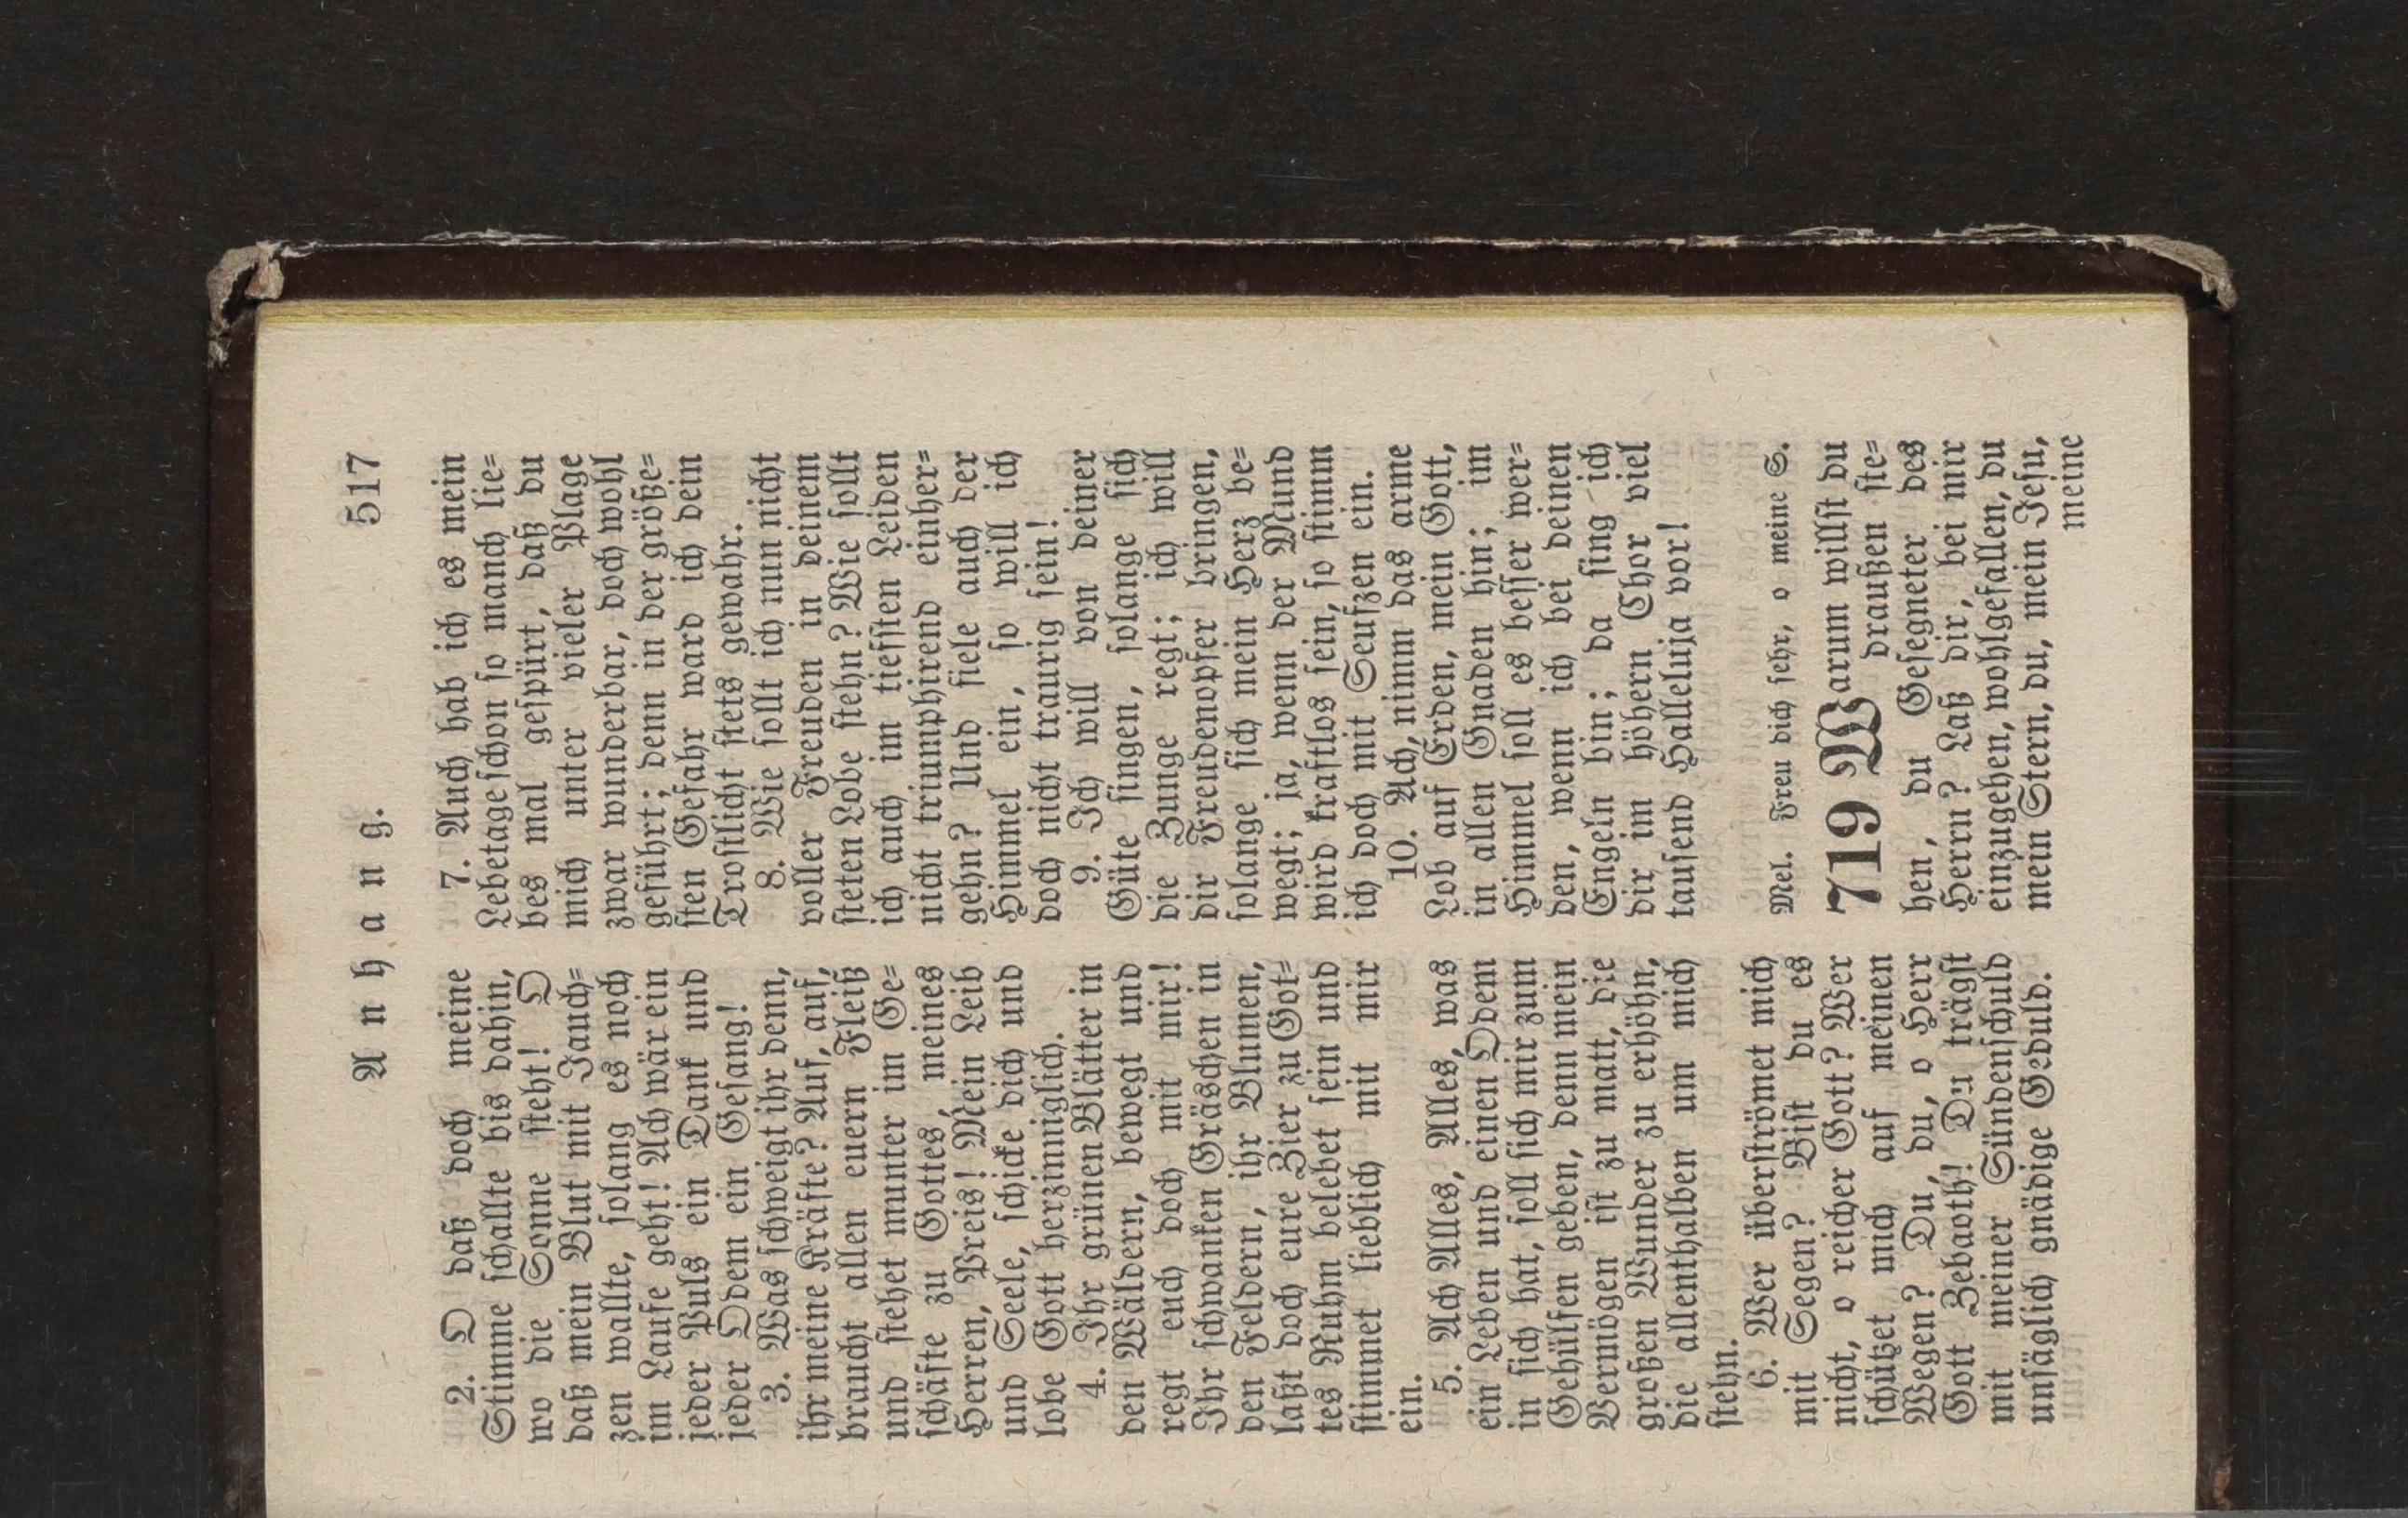 Anhang. 517
2. O daß doch meine
Stimme ſchallte bis dahin,
wo die Sonne ſteht! O
daß mein Blut mit Jauch=
zen wallte, ſolang es noch
im Laufe geht! Ach wär ein
jeder Puls ein Dank und
jeder Odem ein Geſang!
3. Was ſchweigt ihr denn,
ihr meine Kräfte? Auf, auf,
braucht allen euern Fleiß
und ſtehet munter im Ge=
ſchäfte zu Gottes, meines
Herren, Preis! Mein Leib
und Seele, ſchicke dich und
lobe Gott herzinniglich.
4. Ihr grünen Blätter in
den Wäldern, bewegt und
regt euch doch mit mir!
Ihr ſchwanken Gräschen in
den Feldern, ihr Blumen,
laßt doch eure Zier zu Got=
tes Ruhm belebet ſein und
ſtimmet lieblich mit mir
ein.
5. Ach Alles, Alles, was
ein Leben und einen Odem
in ſich hat, ſoll ſich mir zum
Gehülfen geben, denn mein
Vermögen iſt zu matt, die
großen Wunder zu erhöhn,
die allenthalben um mich
ſtehn.
6. Wer überſtrömet mich
mit Segen? Biſt du es
nicht, o reicher Gott? Wer
ſchützet mich auf meinen
Wegen? Du, du, o Herr
Gott Zebaoth! Du trägſt
mit meiner Sündenſchuld
unſäglich gnädige Geduld.
7. Auch hab ich es mein
Lebetage ſchon ſo manch lie=
bes mal geſpürt, daß du
mich unter vieler Plage
zwar wunderbar, doch wohl
geführt; denn in der größe=
ſten Gefahr ward ich dein
Troſtlicht ſtets gewahr.
8. Wie ſollt ich nun nicht
voller Freuden in deinem
ſteten Lobe ſtehn? Wie ſollt
ich auch im tiefſten Leiden
nicht triumphirend einher=
gehn? Und fiele auch der
Himmel ein, ſo will ich
doch nicht traurig ſein!
9. Ich will von deiner
Güte ſingen, ſolange ſich
die Zunge regt; ich will
dir Freudenopfer bringen,
ſolange ſich mein Herz be=
wegt; ja, wenn der Mund
wird kraftlos ſein, ſo ſtimm
ich doch mit Seufzen ein.
10. Ach, nimm das arme
Lob auf Erden, mein Gott,
in allen Gnaden hin; im
Himmel ſoll es beſſer wer=
den, wenn ich bei deinen
Engeln bin; da ſing ich
dir im höhern Chor viel
tauſend Halleluja vor!
Mel. Freu dich ſehr, o meine S.
719 Warum willſt du
draußen ſte=
hen, du Geſegneter des
Herrn? Laß dir, bei mir
einzugehen, wohlgefallen, du
mein Stern, du, mein Jeſu,
meine